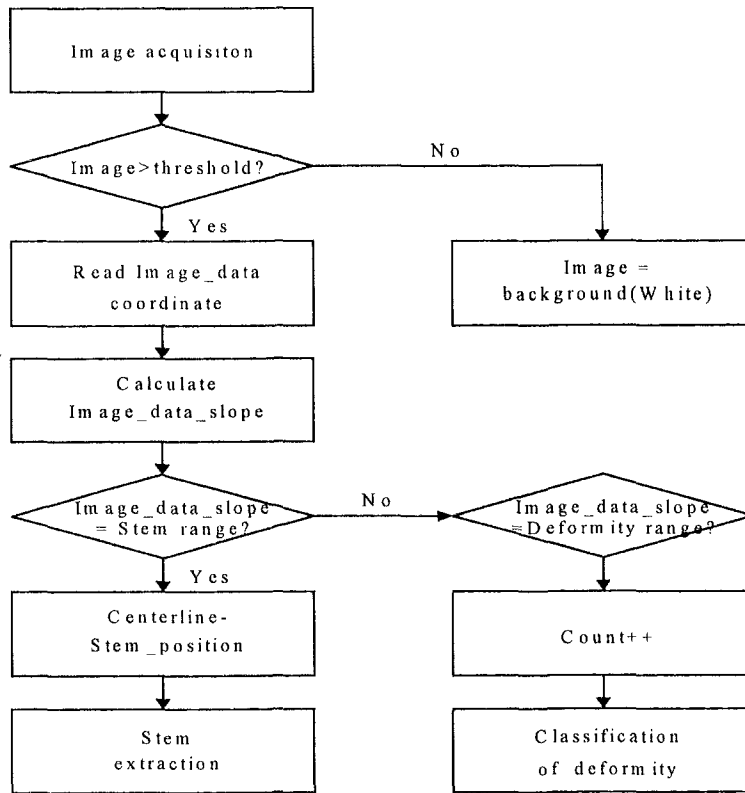 Image acquisiton
Image>threshold?
No
Yes
Read Image_data
coordinate
Image =
background(White)
Calculate
Image_data_slope
Image_data_slope
= Stem range?
No
Image_data_slope
=Deformity range?
Yes
Centerline-
Stem_position
Count++
Stem
extraction
Classification
of deformity